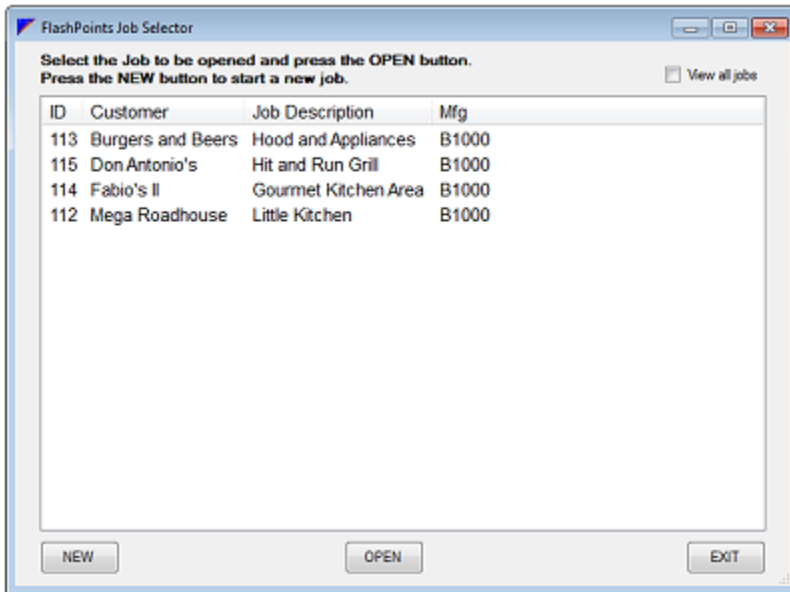 FlashPoints Job Selector
Select the Job to be opened and press the OPEN button.
Press the NEW button to start a new job.
View all jobs
ID Customer Job Description Mfg
113 Burgers and Beers Hood and Appliances B1000
115 Don Antonio's Hit and Run Grill B1000
114 Fabio's II Gourmet Kitchen Area B1000
112 Mega Roadhouse Little Kitchen B1000
NEW OPEN EXIT